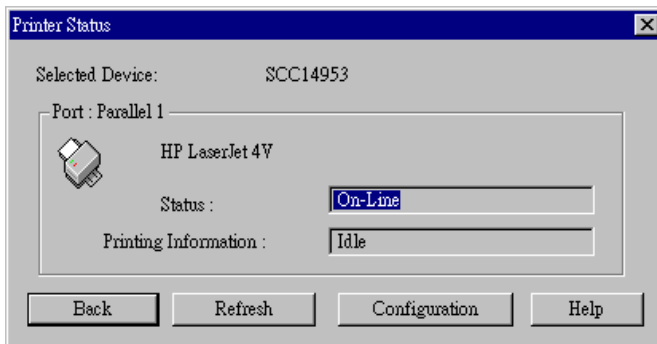 Printer Status
Selected Device: SCC14953
Port : Parallel 1
HP LaserJet 4V
Status : On-Line
Printing Information : Idle
Back Refresh Configuration Help